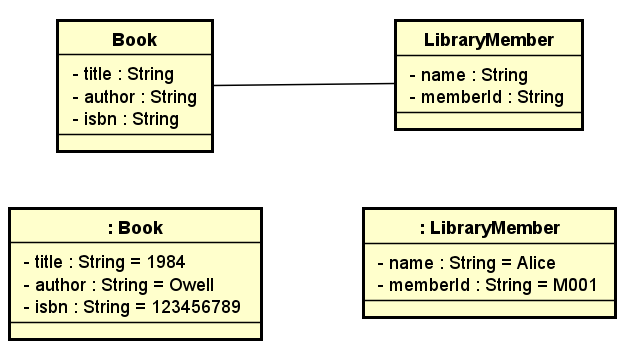 Book
- title : String
- author : String
- isbn : String
LibraryMember
- name : String
- memberId : String
: Book
- title : String = 1984
- author : String = Owell
- isbn : String = 123456789
: LibraryMember
- name : String = Alice
- memberId : String = M001